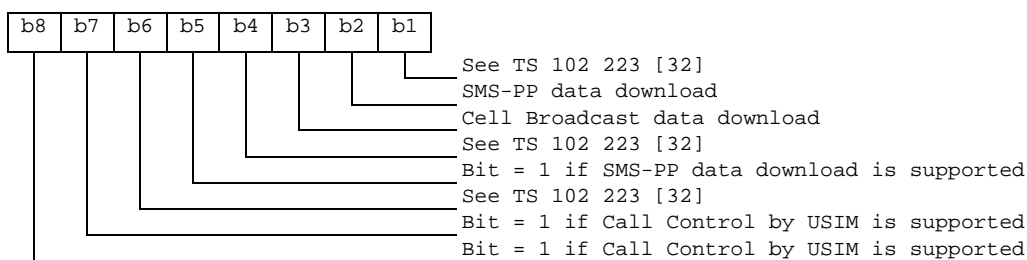 b8 b7 b6 b5 b4 b3 b2 b1
See TS 102 223 [32]
SMS-PP data download
Cell Broadcast data download
See TS 102 223 [32]
Bit = 1 if SMS-PP data download is supported
See TS 102 223 [32]
Bit = 1 if Call Control by USIM is supported
Bit = 1 if Call Control by USIM is supported